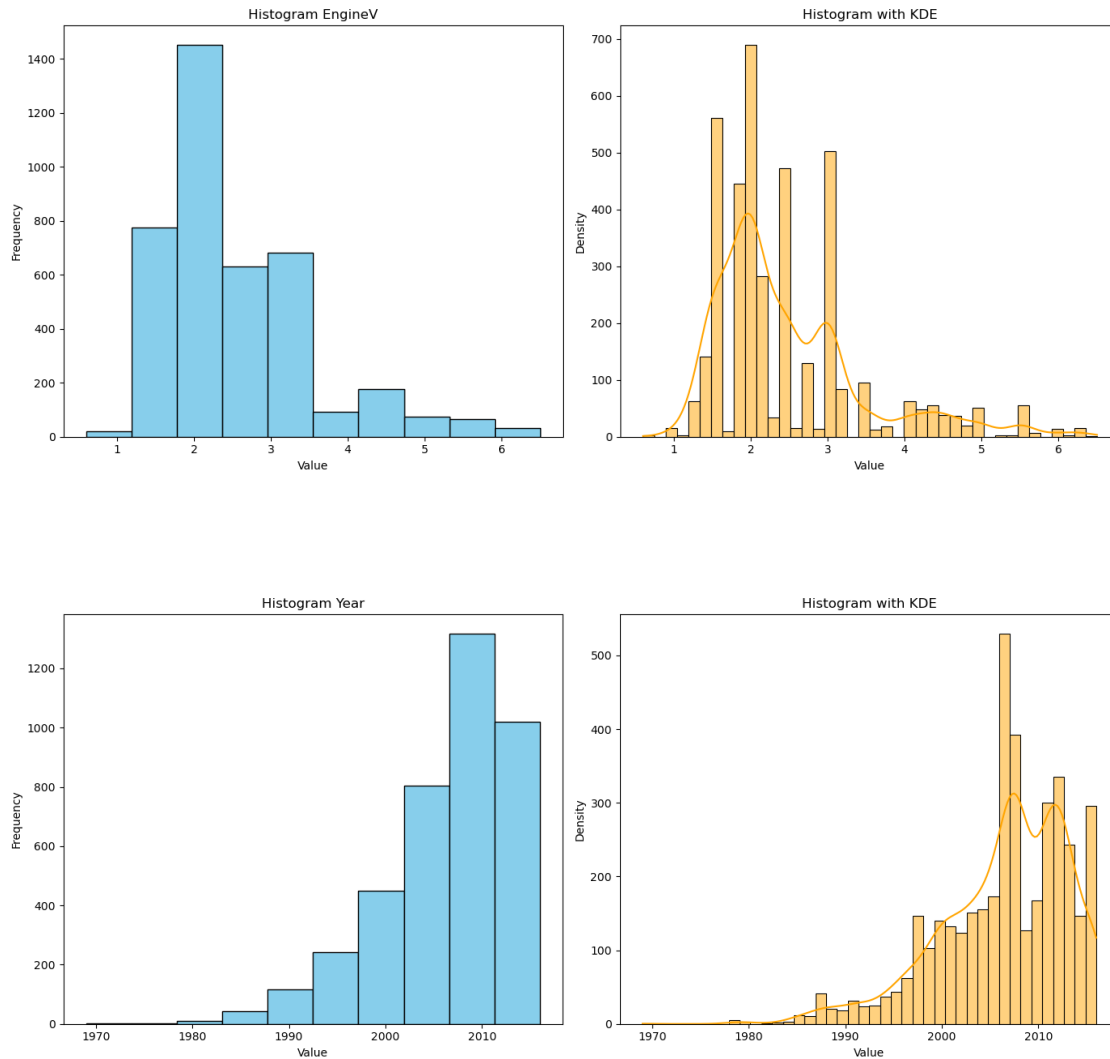 Histogram EngineV
Frequency
1400
1200
1000
800
600
400
200
0
1 2 3 4 5 6
Value
Histogram with KDE
Density
700
600
500
400
300
200
100
0
1 2 3 4 5 6
Value
Histogram Year
Frequency
1200
1000
800
600
400
200
0
1970 1980 1990 2000 2010
Value
Histogram with KDE
Density
500
400
300
200
100
0
1970 1980 1990 2000 2010
Value